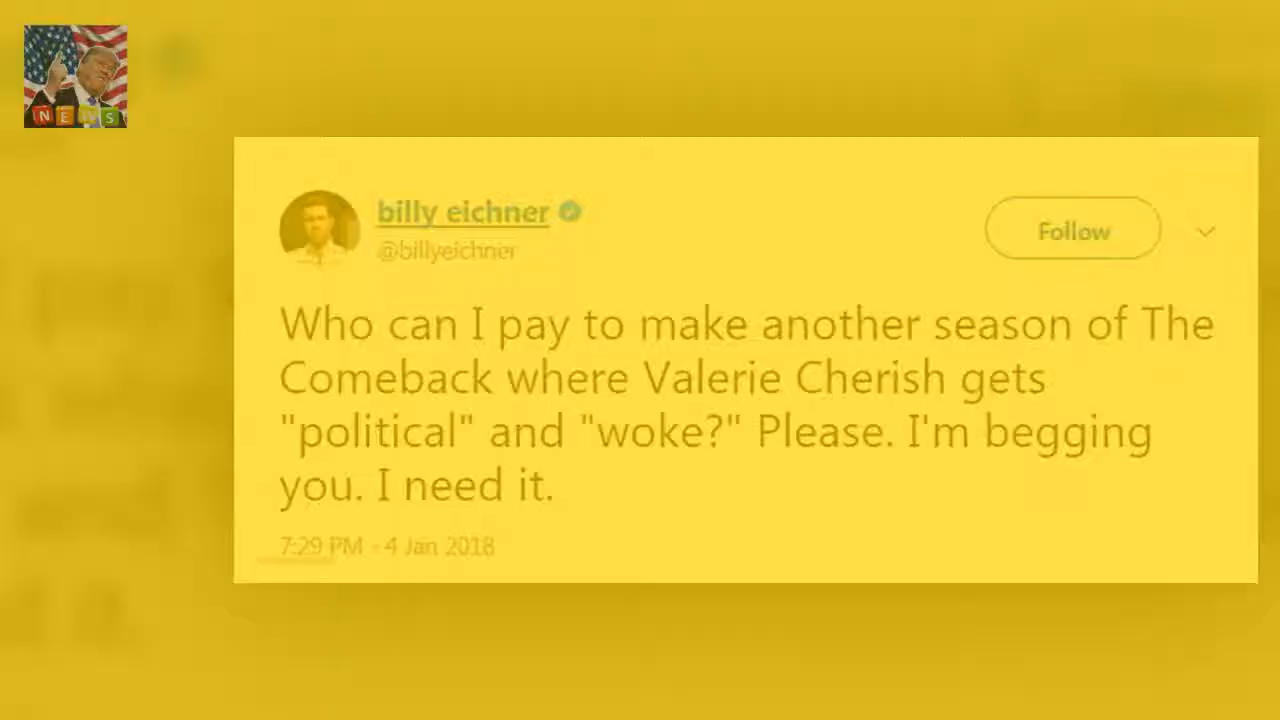 NEWS
billy eichner
@billyeichner
Follow
Who can I pay to make another season of The
Comeback where Valerie Cherish gets
"political" and "woke?" Please. I'm begging
you. I need it.
7:29 PM - 4 Jan 2018